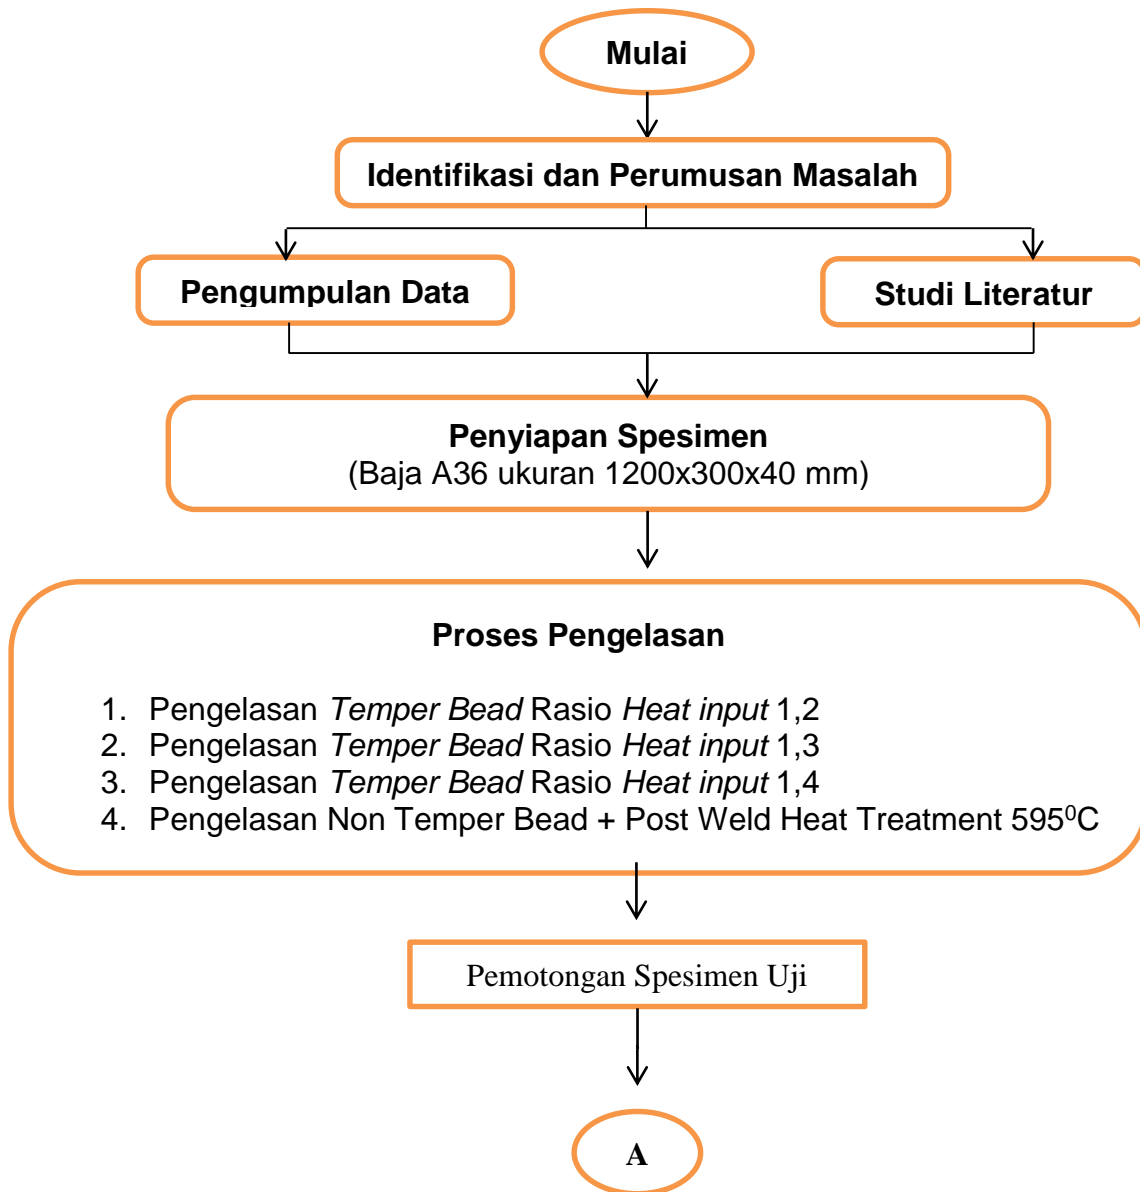 Mulai
Identifikasi dan Perumusan Masalah
Pengumpulan Data
Studi Literatur
Penyiapan Spesimen
(Baja A36 ukuran 1200x300x40 mm)
Proses Pengelasan
1. Pengelasan Temper Bead Rasio Heat input 1,2
2. Pengelasan Temper Bead Rasio Heat input 1,3
3. Pengelasan Temper Bead Rasio Heat input 1,4
4. Pengelasan Non Temper Bead + Post Weld Heat Treatment 595⁰C
Pemotongan Spesimen Uji
A